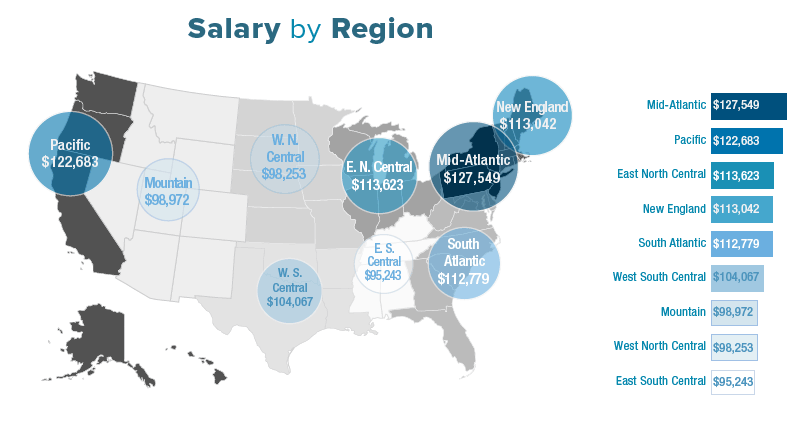 Salary by Region
New England
$113,042
Pacific
$122,683
W. N.
Central
$98,253
E. N. Central
$113,623
Mid-Atlantic
$127,549
Mountain
$98,972
E. S.
Central
$95,243
South
Atlantic
$112,779
W. S.
Central
$104,067
Mid-Atlantic $127,549
Pacific $122,683
East North Central $113,623
New England $113,042
South Atlantic $112,779
West South Central $104,067
Mountain $98,972
West North Central $98,253
East South Central $95,243